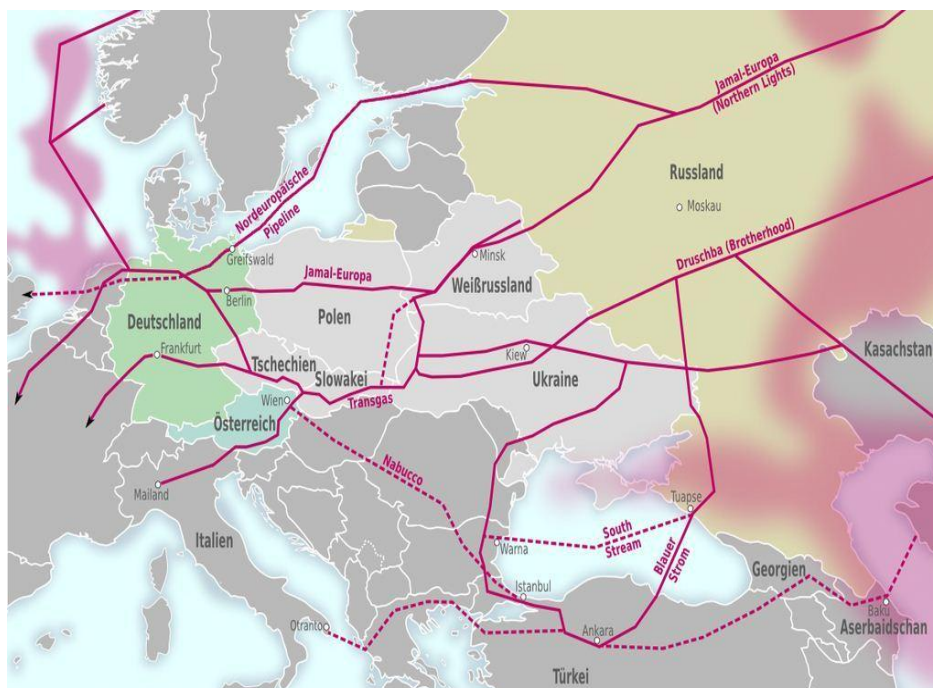 Jamal-Europa
(Northern Lights)
Russland
Moskau
Nordeuropäische
Pipeline
Greifswald
Druschba (Brotherhood)
Minsk
Jamal-Europa
Weißrussland
Berlin
Polen
Deutschland
Frankfurt
Kiew
Kasachstan
Tschechien
Slowakei
Ukraine
Transgas
Wien
Österreich
Nabucco
Mailand
Tuapse
Italien
South
Stream
Warna
Blauer
Strom
Georgien
Istanbul
Baku
Otranto
Ankara
Aserbaidschan
Türkei